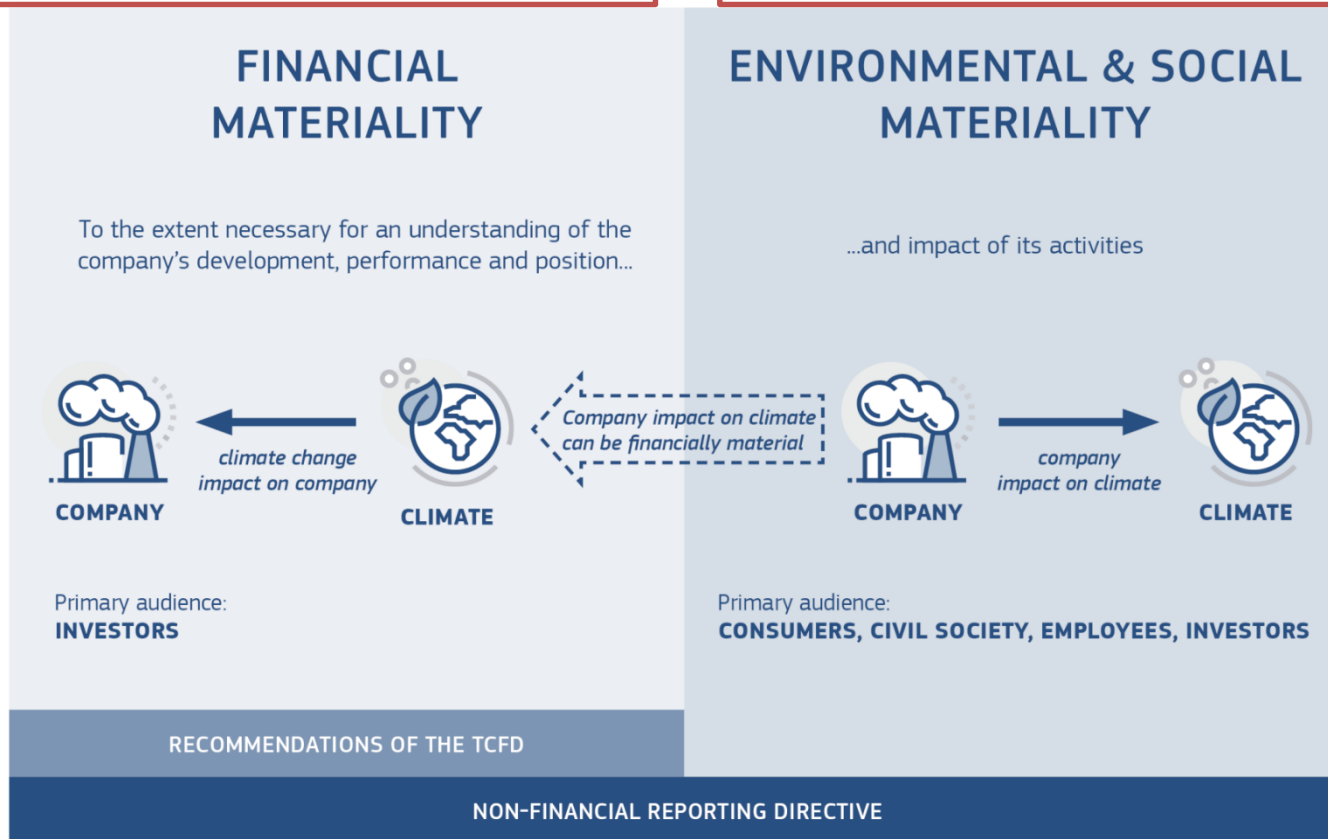 FINANCIAL
MATERIALITY
To the extent necessary for an understanding of the
company's development, performance and position...
climate change
impact on company
COMPANY
CLIMATE
Primary audience:
INVESTORS
RECOMMENDATIONS OF THE TCFD
Company impact on climate
can be financially material
ENVIRONMENTAL & SOCIAL
MATERIALITY
...and impact of its activities
company
impact on climate
COMPANY
CLIMATE
Primary audience:
CONSUMERS, CIVIL SOCIETY, EMPLOYEES, INVESTORS
NON-FINANCIAL REPORTING DIRECTIVE